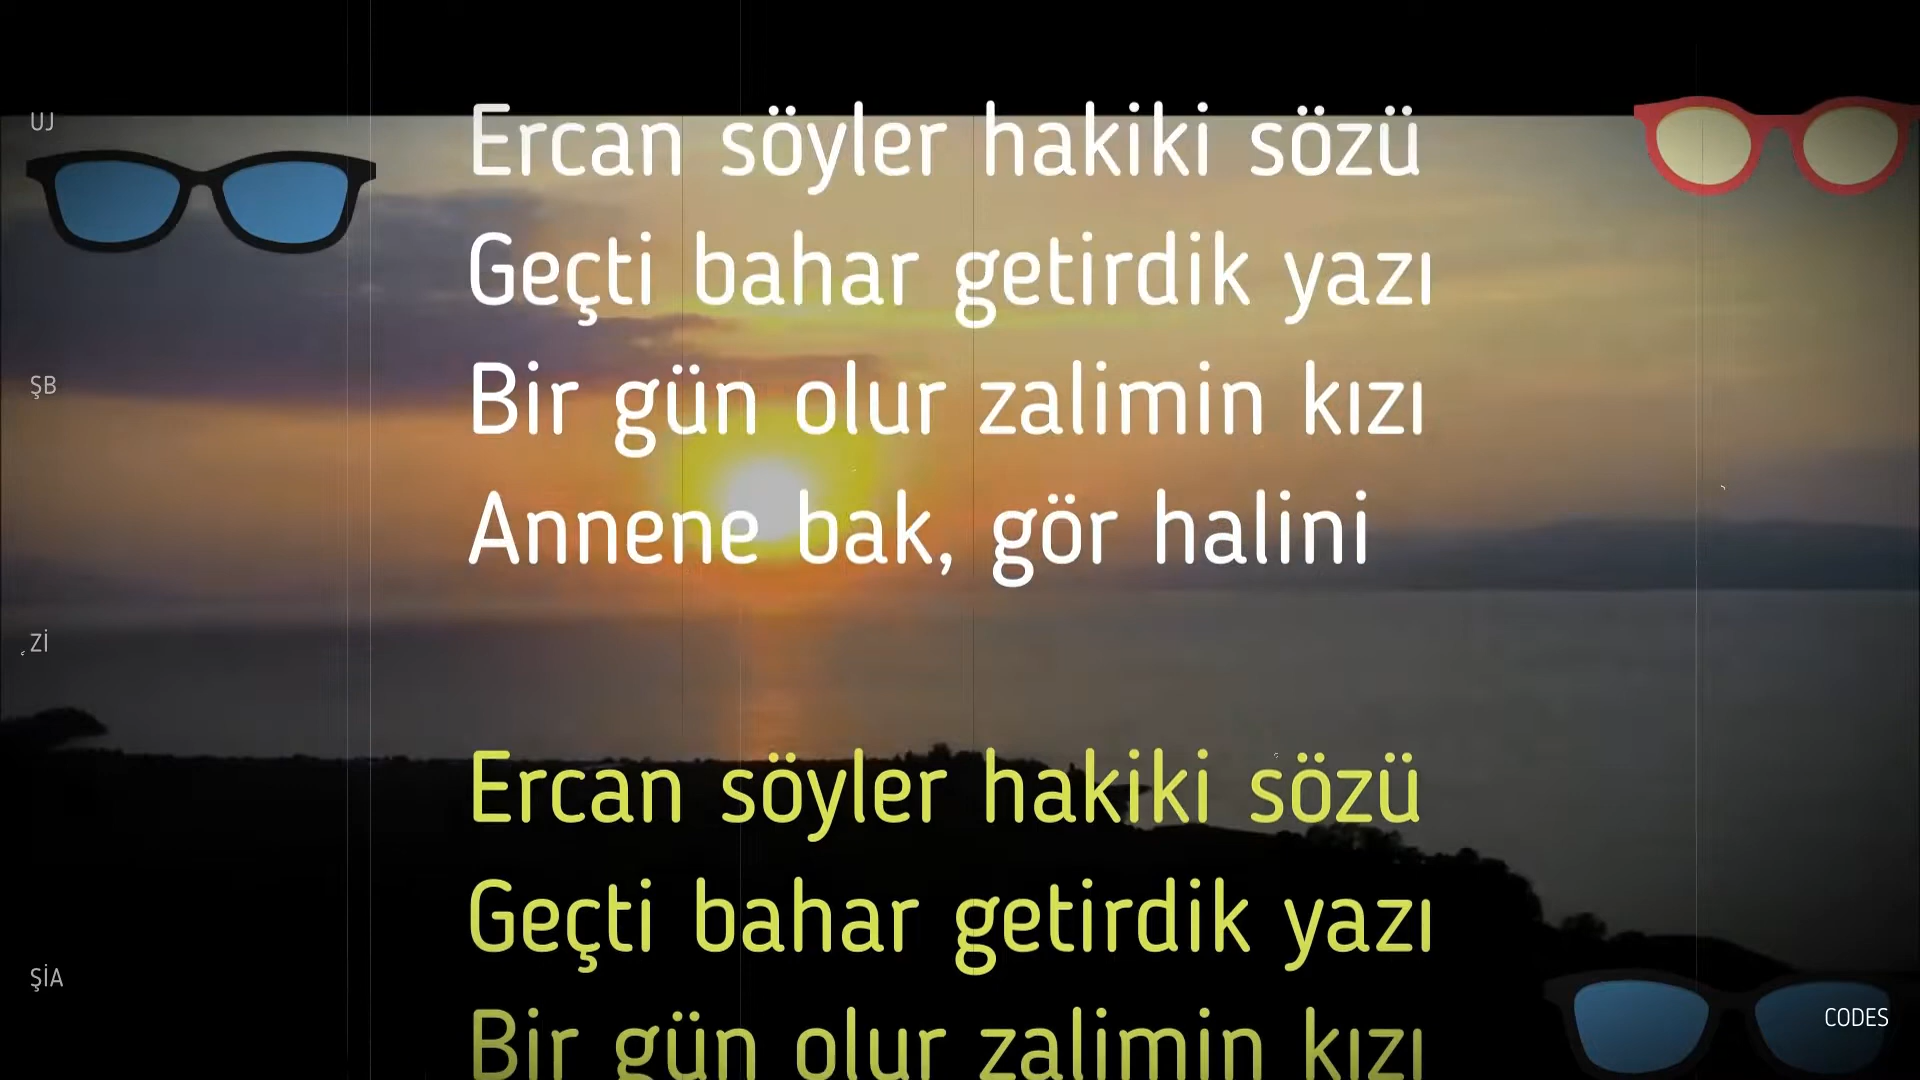 UJ
Ercan söyler hakiki sözü
Geçti bahar getirdik yazı
ŞB
Bir gün olur zalimin kızı
Annene bak, gör halini
Zİ
Ercan söyler hakiki sözü
Geçti bahar getirdik yazı
ŞİA
CODES
Bir gün olur zalimin kızı